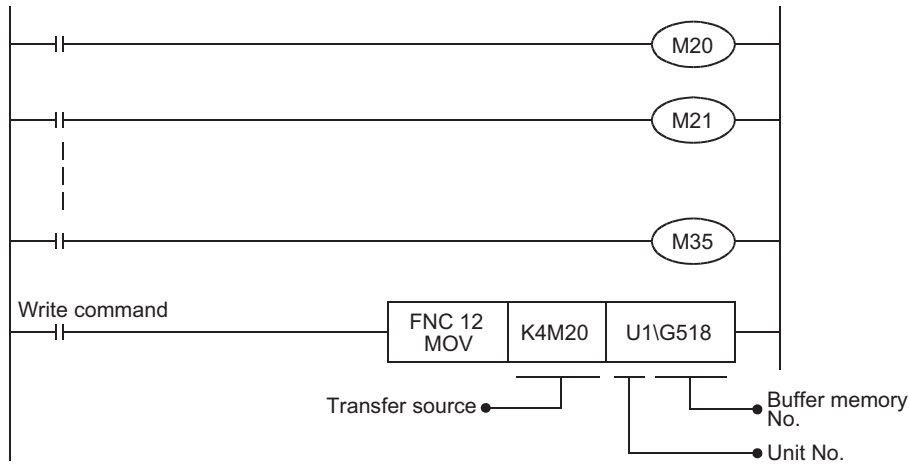 M20
M21
M35
Write command
FNC 12
MOV
K4M20
U1\G518
Transfer source
Buffer memory
No.
Unit No.